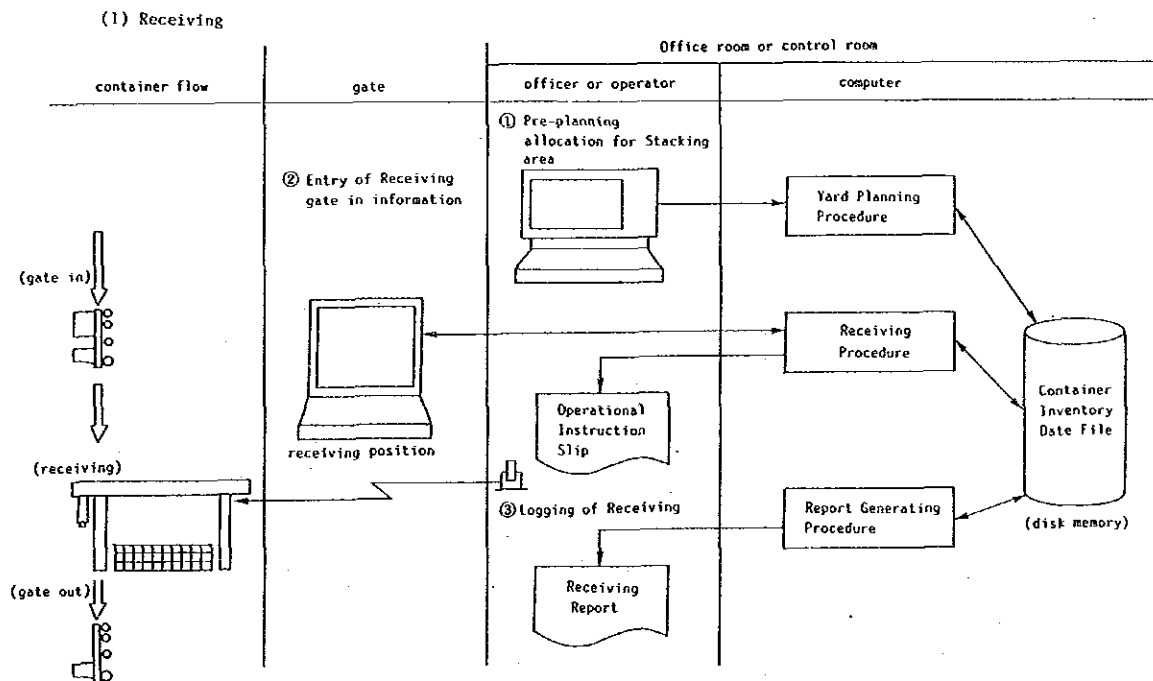 (1) Receiving
Office room or control room
container flow
gate
officer or operator
computer
① Pre-planning
allocation for Stacking
area
② Entry of Receiving
gate in information
Yard Planning
Procedure
(gate in)
Receiving
Procedure
Container
Inventory
Date File
Operational
Instruction
Slip
receiving position
(receiving)
③Logging of Receiving
Report Generating
Procedure
(disk memory)
(gate out)
Receiving
Report